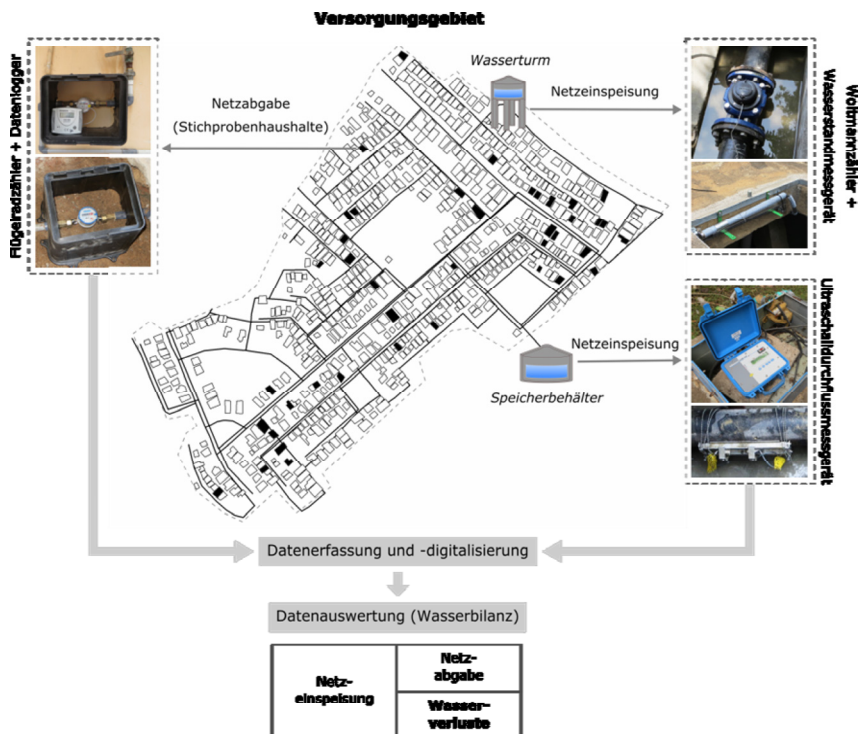 Versorgungsgebiet
Flügelradzähler + Datenlogger
Netzabgabe
(Stichprobenhaushalte)
Wasserturm
Netzeinspeisung
Woltmannzähler +
Wasserstandmessgerät
Netzeinspeisung
Speicherbehälter
Ultraschalldurchflussmessgerät
Datenerfassung und -digitalisierung
Datenauswertung (Wasserbilanz)
Netz-
einspeisung
Netz-
abgabe
Wasser-
verluste